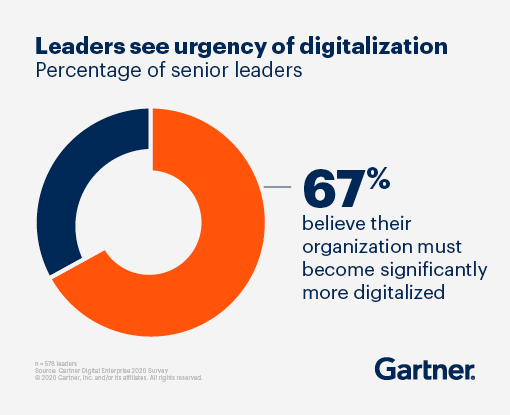 Leaders see urgency of digitalization
Percentage of senior leaders
67%
believe their
organization must
become significantly
more digitalized
n = 576 leaders
Source: Gartner Digital Enterprise 2020 Survey
© 2020 Gartner, Inc. and/or its affiliates. All rights reserved.
Gartner.